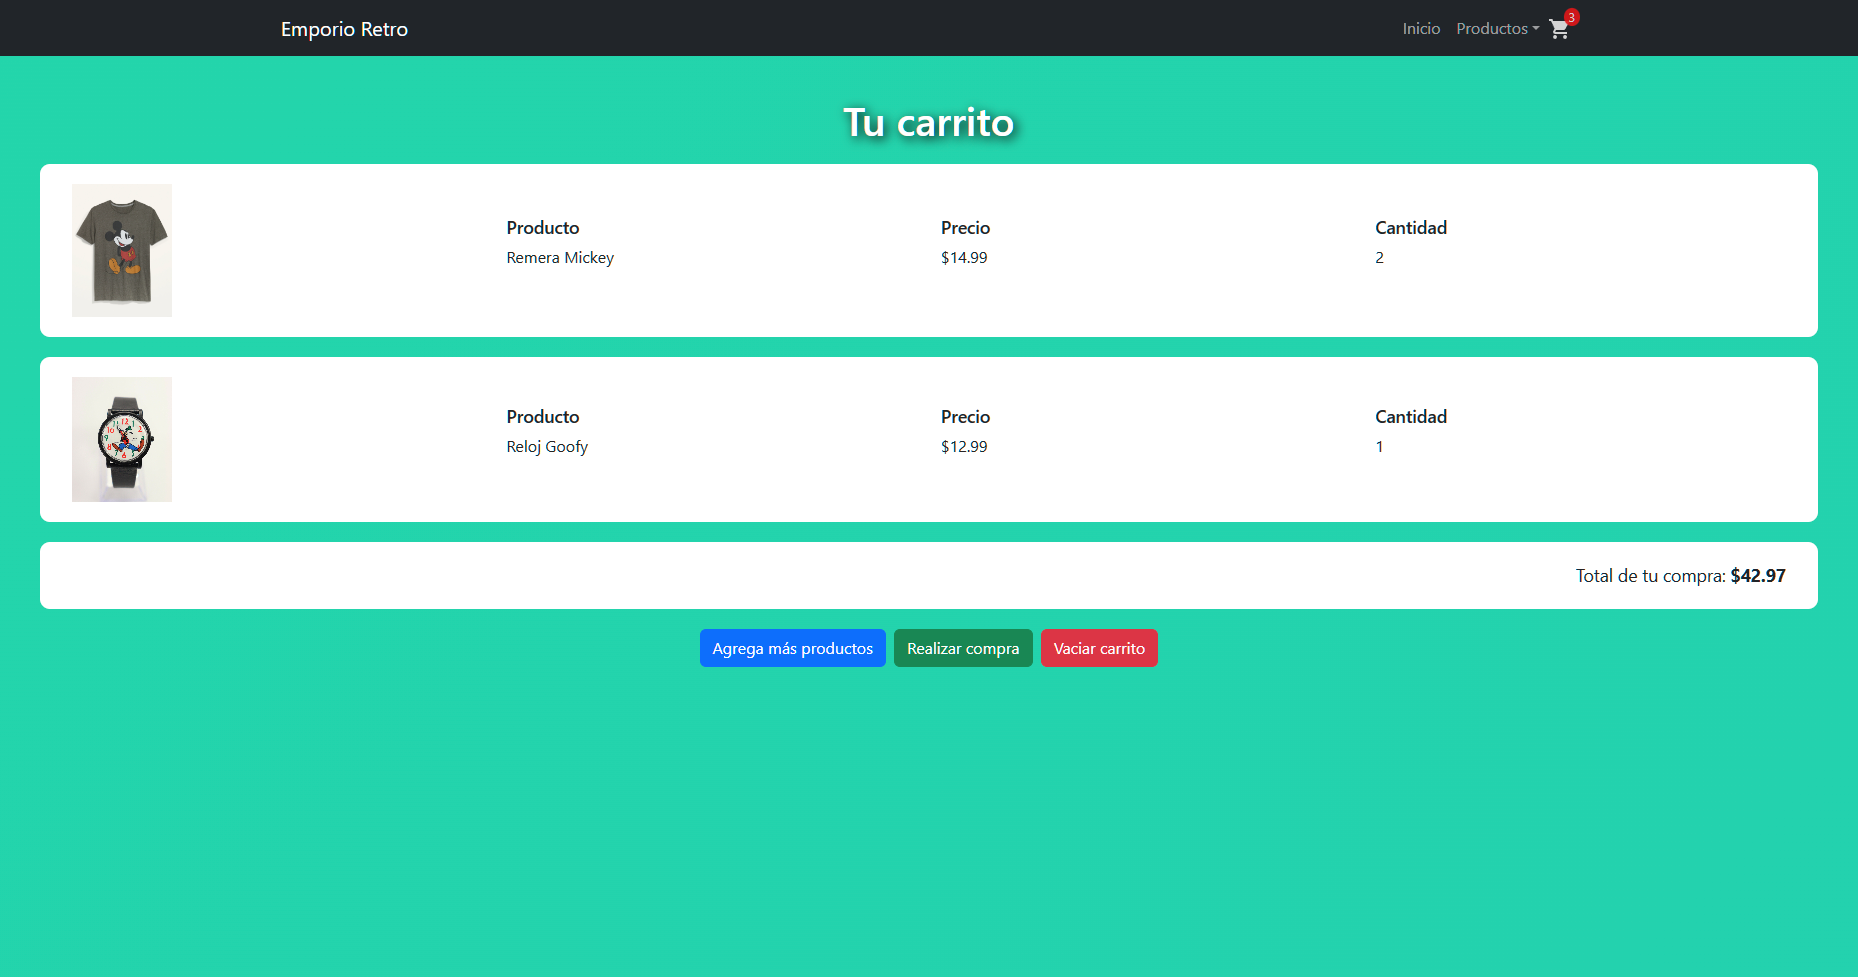 Emporio Retro
Inicio Productos 3
Tu carrito
Producto Precio Cantidad
Remera Mickey $14.99 2
Producto Precio Cantidad
Reloj Goofy $12.99 1
Total de tu compra: $42.97
Agrega más productos Realizar compra Vaciar carrito